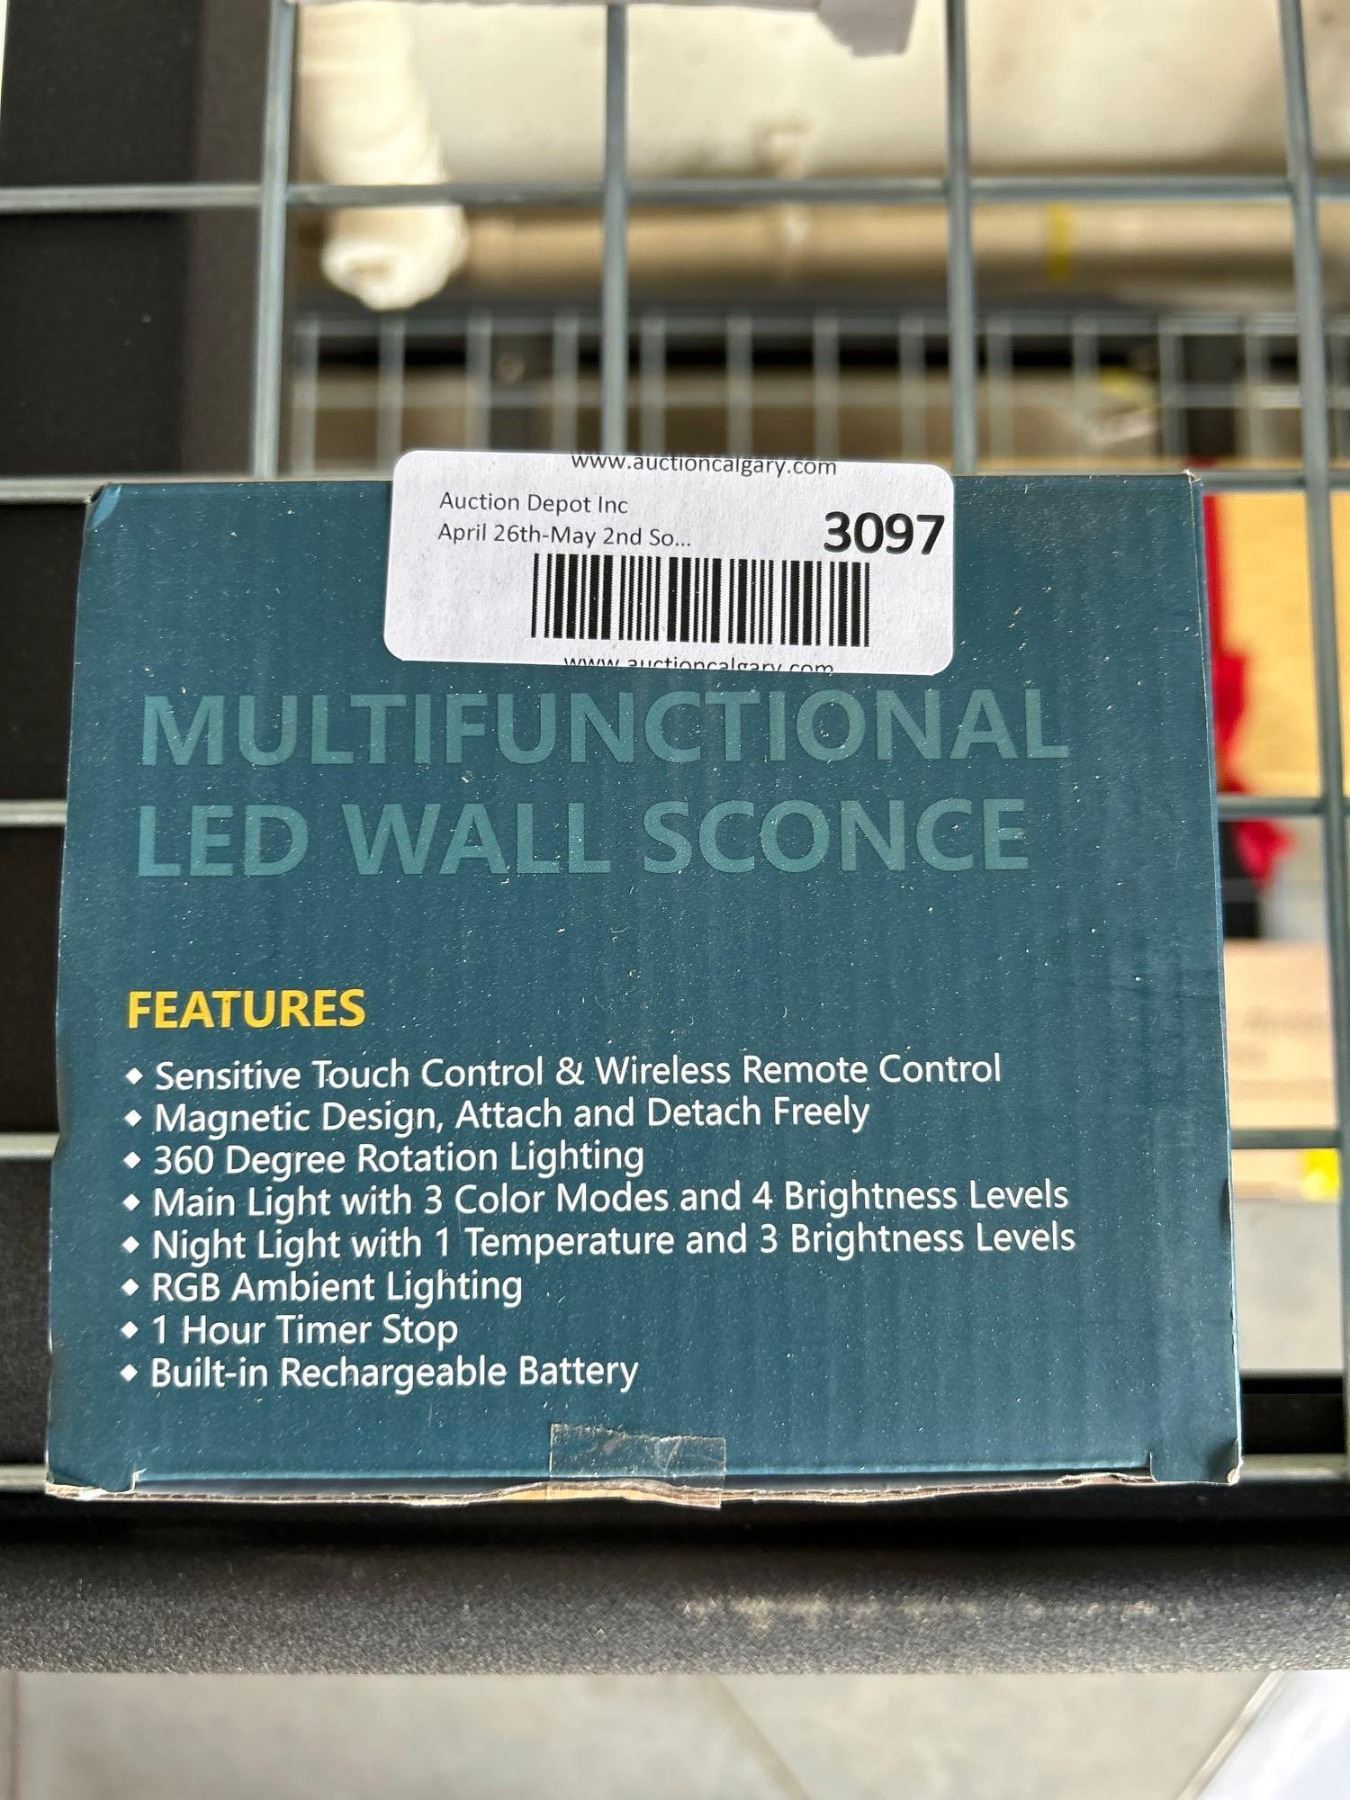 www.auctioncalgary.com
Auction Depot Inc
April 26th-May 2nd So...
3097
www.auctioncalgary.com
MULTIFUNCTIONAL
LED WALL SCONCE
FEATURES
◆ Sensitive Touch Control & Wireless Remote Control
◆ Magnetic Design, Attach and Detach Freely
◆ 360 Degree Rotation Lighting
◆ Main Light with 3 Color Modes and 4 Brightness Levels
◆ Night Light with 1 Temperature and 3 Brightness Levels
◆ RGB Ambient Lighting
◆ 1 Hour Timer Stop
◆ Built-in Rechargeable Battery